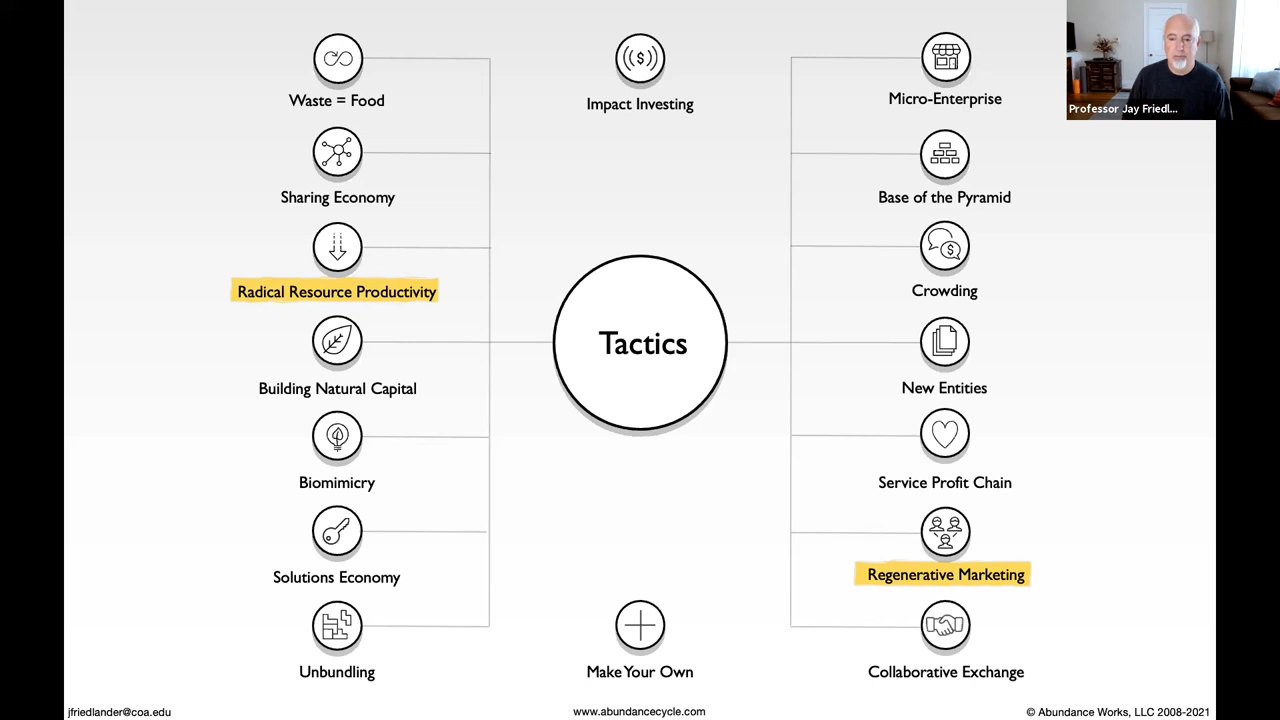 Waste = Food
Impact Investing
Micro-Enterprise
Professor Jay Friedl...
Sharing Economy
Base of the Pyramid
Radical Resource Productivity
Crowding
Tactics
Building Natural Capital
New Entities
Biomimicry
Service Profit Chain
Solutions Economy
Regenerative Marketing
Unbundling
Make Your Own
Collaborative Exchange
jfriedlander@coa.edu
www.abundancecycle.com
© Abundance Works, LLC 2008-2021